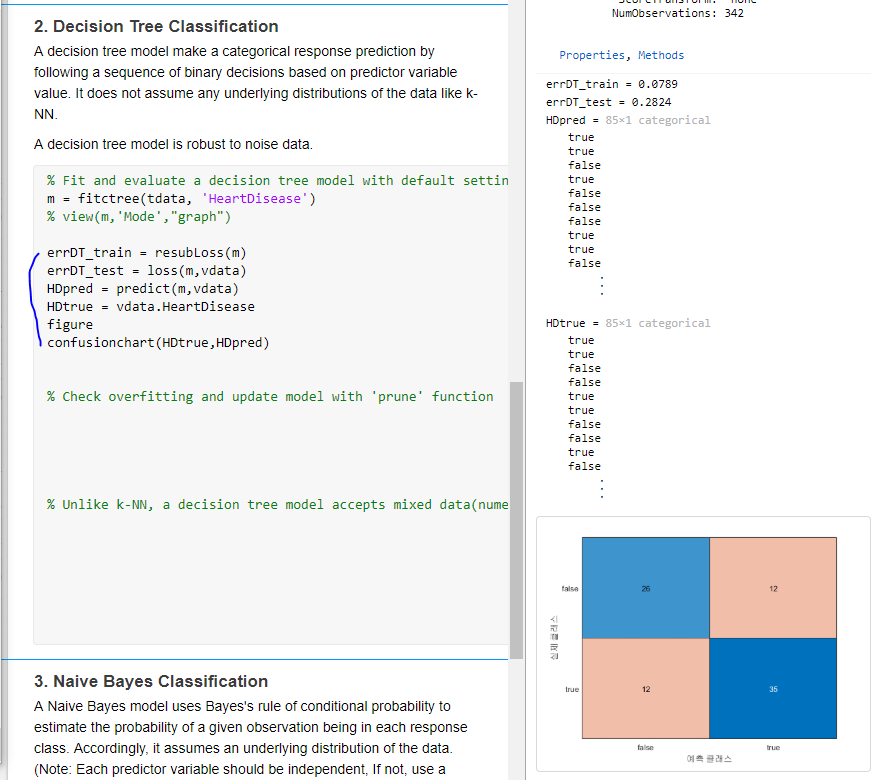 2. Decision Tree Classification
A decision tree model make a categorical response prediction by
following a sequence of binary decisions based on predictor variable
value. It does not assume any underlying distributions of the data like k-
NN.
A decision tree model is robust to noise data.
% Fit and evaluate a decision tree model with default settin
m = fitctree(tdata, 'HeartDisease')
% view(m,'Mode',"graph")
errDT_train = resubLoss(m)
errDT_test = loss(m,vdata)
HDpred = predict(m,vdata)
HDtrue = vdata.HeartDisease
figure
confusionchart(HDtrue,HDpred)
% Check overfitting and update model with 'prune' function
% Unlike k-NN, a decision tree model accepts mixed data(nume
3. Naive Bayes Classification
A Naive Bayes model uses Bayes's rule of conditional probability to
estimate the probability of a given observation being in each response
class. Accordingly, it assumes an underlying distribution of the data.
(Note: Each predictor variable should be independent, If not, use a
NumObservations: 342
Properties, Methods
errDT_train = 0.0789
errDT_test = 0.2824
HDpred = 85×1 categorical
true
true
false
true
false
false
false
true
true
false
HDtrue = 85×1 categorical
true
true
false
false
true
true
false
false
true
false
false
26
12
실제 클래스
true
12
35
false
true
예측 클래스